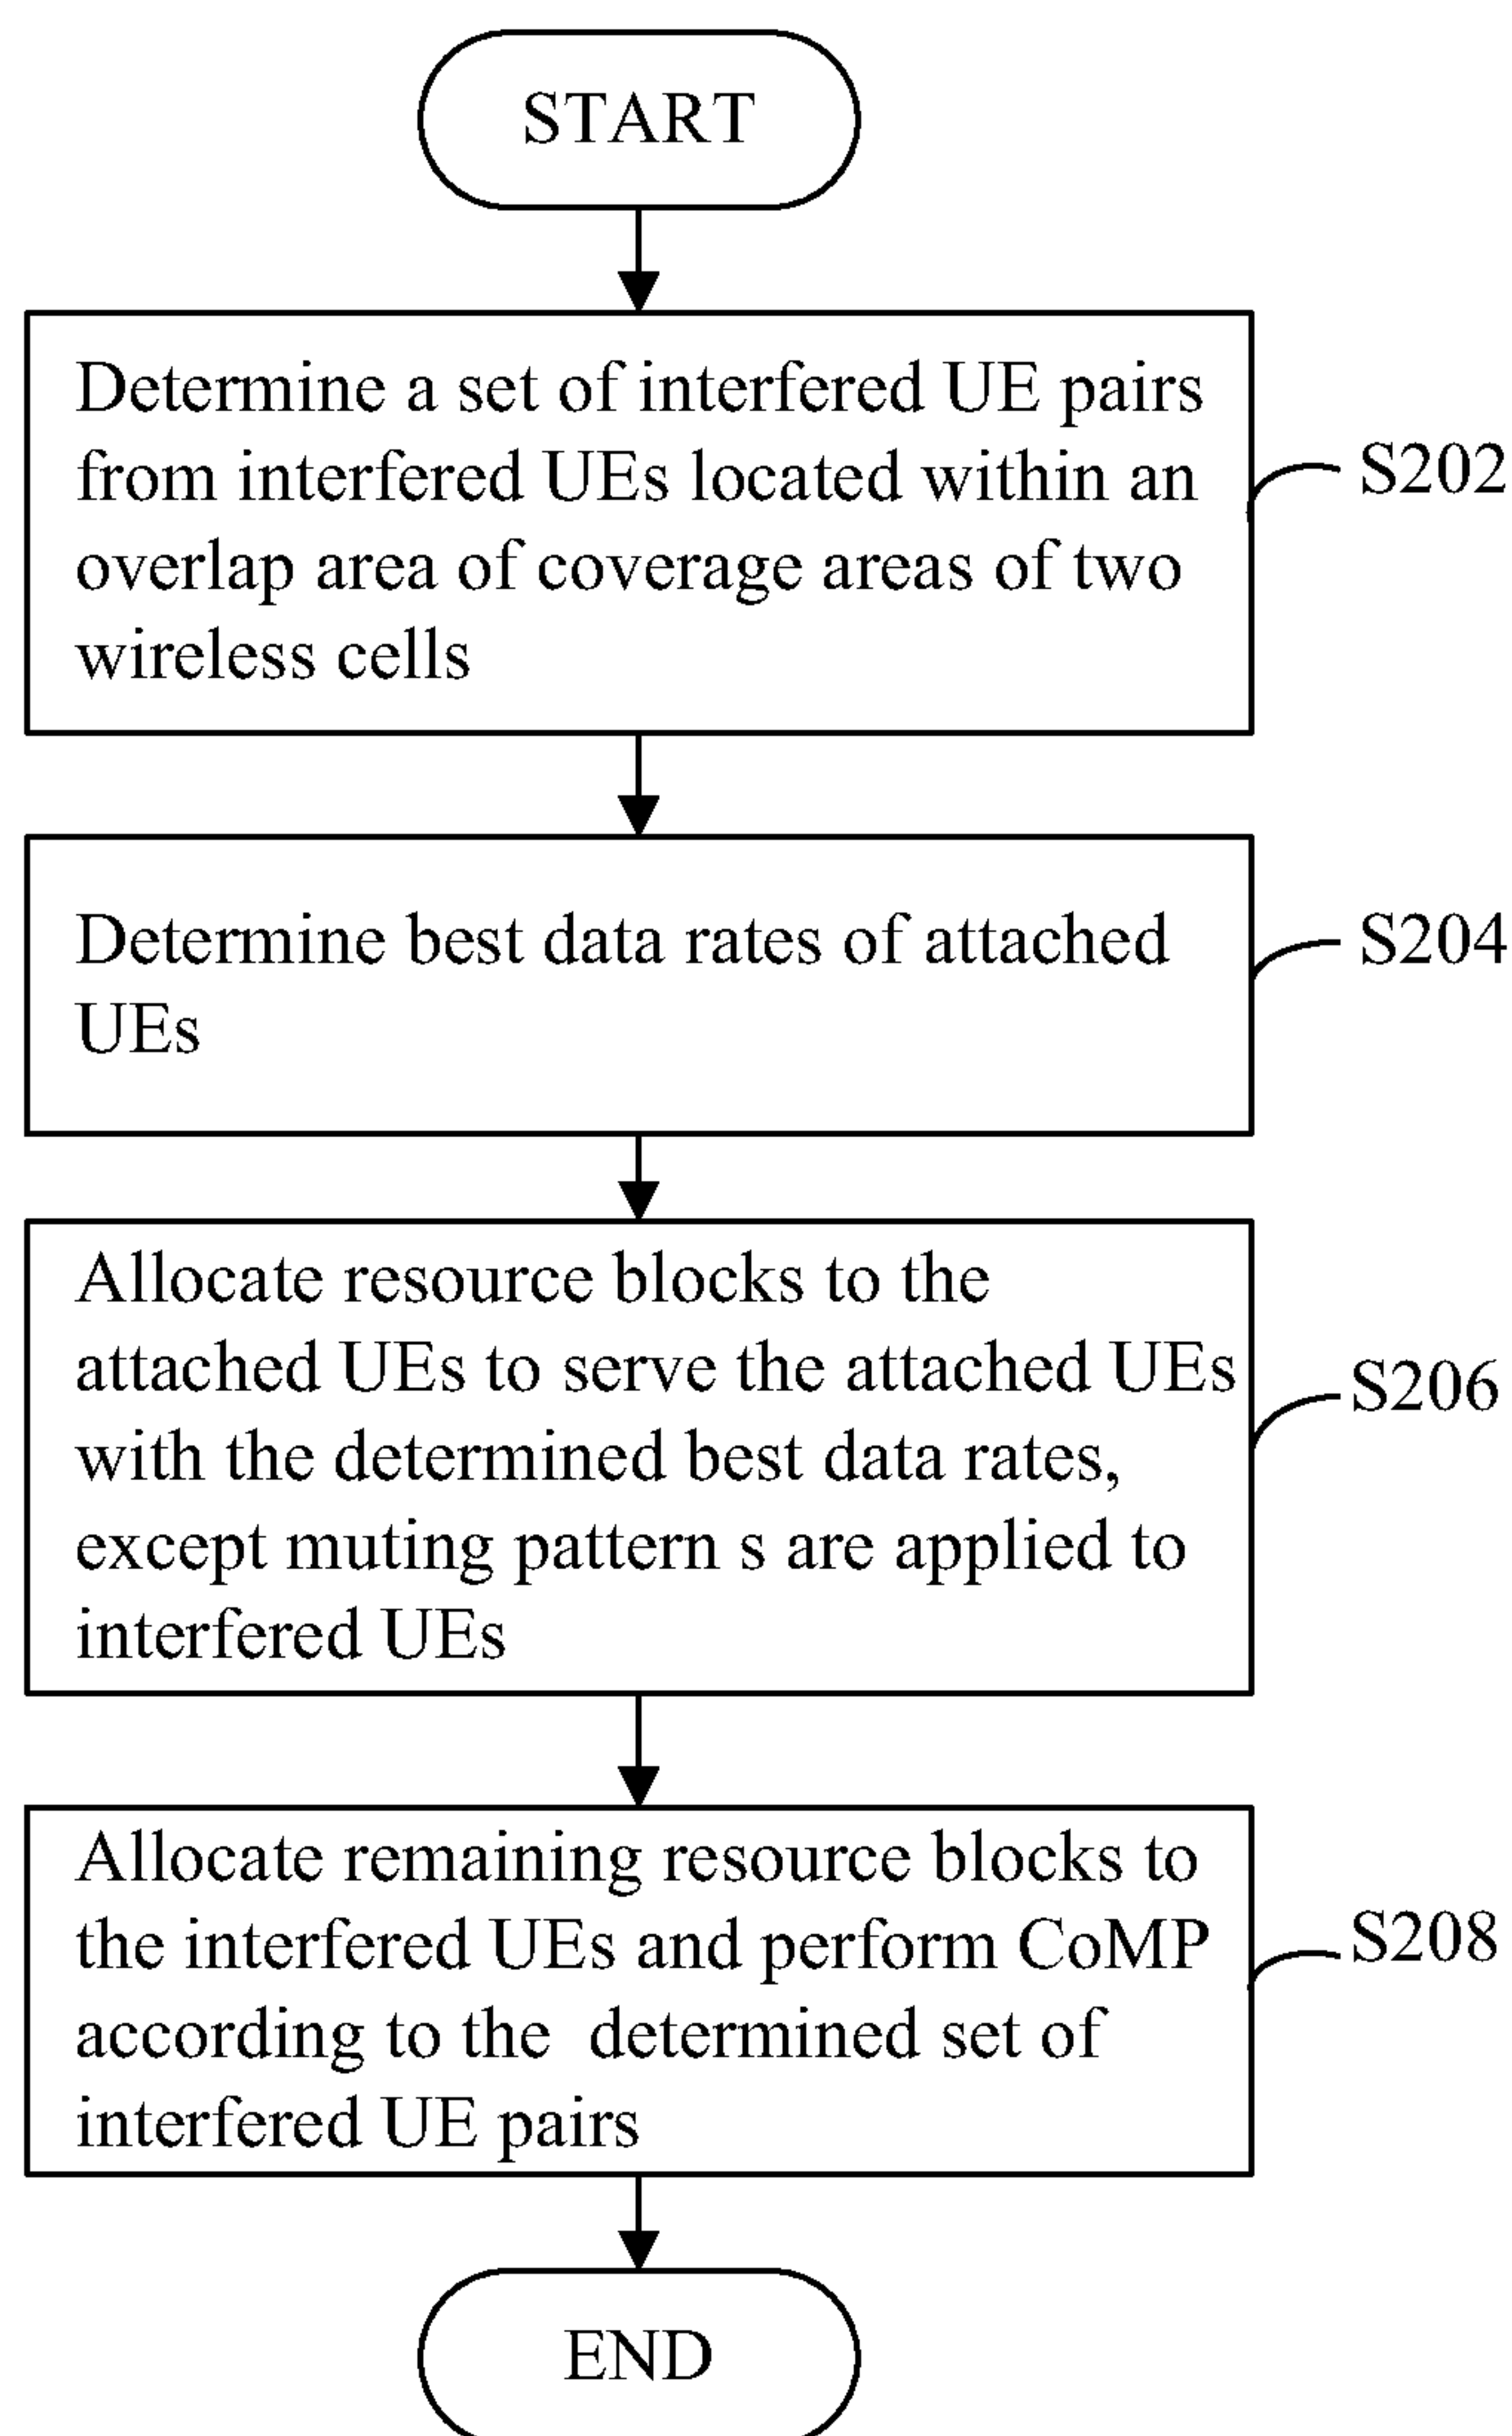 START
Determine a set of interfered UE pairs
from interfered UEs located within an
overlap area of coverage areas of two
wireless cells
S202
Determine best data rates of attached
UEs
S204
Allocate resource blocks to the
attached UEs to serve the attached UEs
with the determined best data rates,
except muting pattern s are applied to
interfered UEs
S206
Allocate remaining resource blocks to
the interfered UEs and perform CoMP
according to the determined set of
interfered UE pairs
S208
END